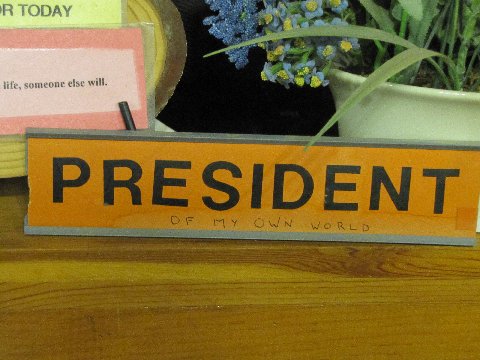 OR TODAY
life, someone else will.
PRESIDENT
OF MY OWN WORLD